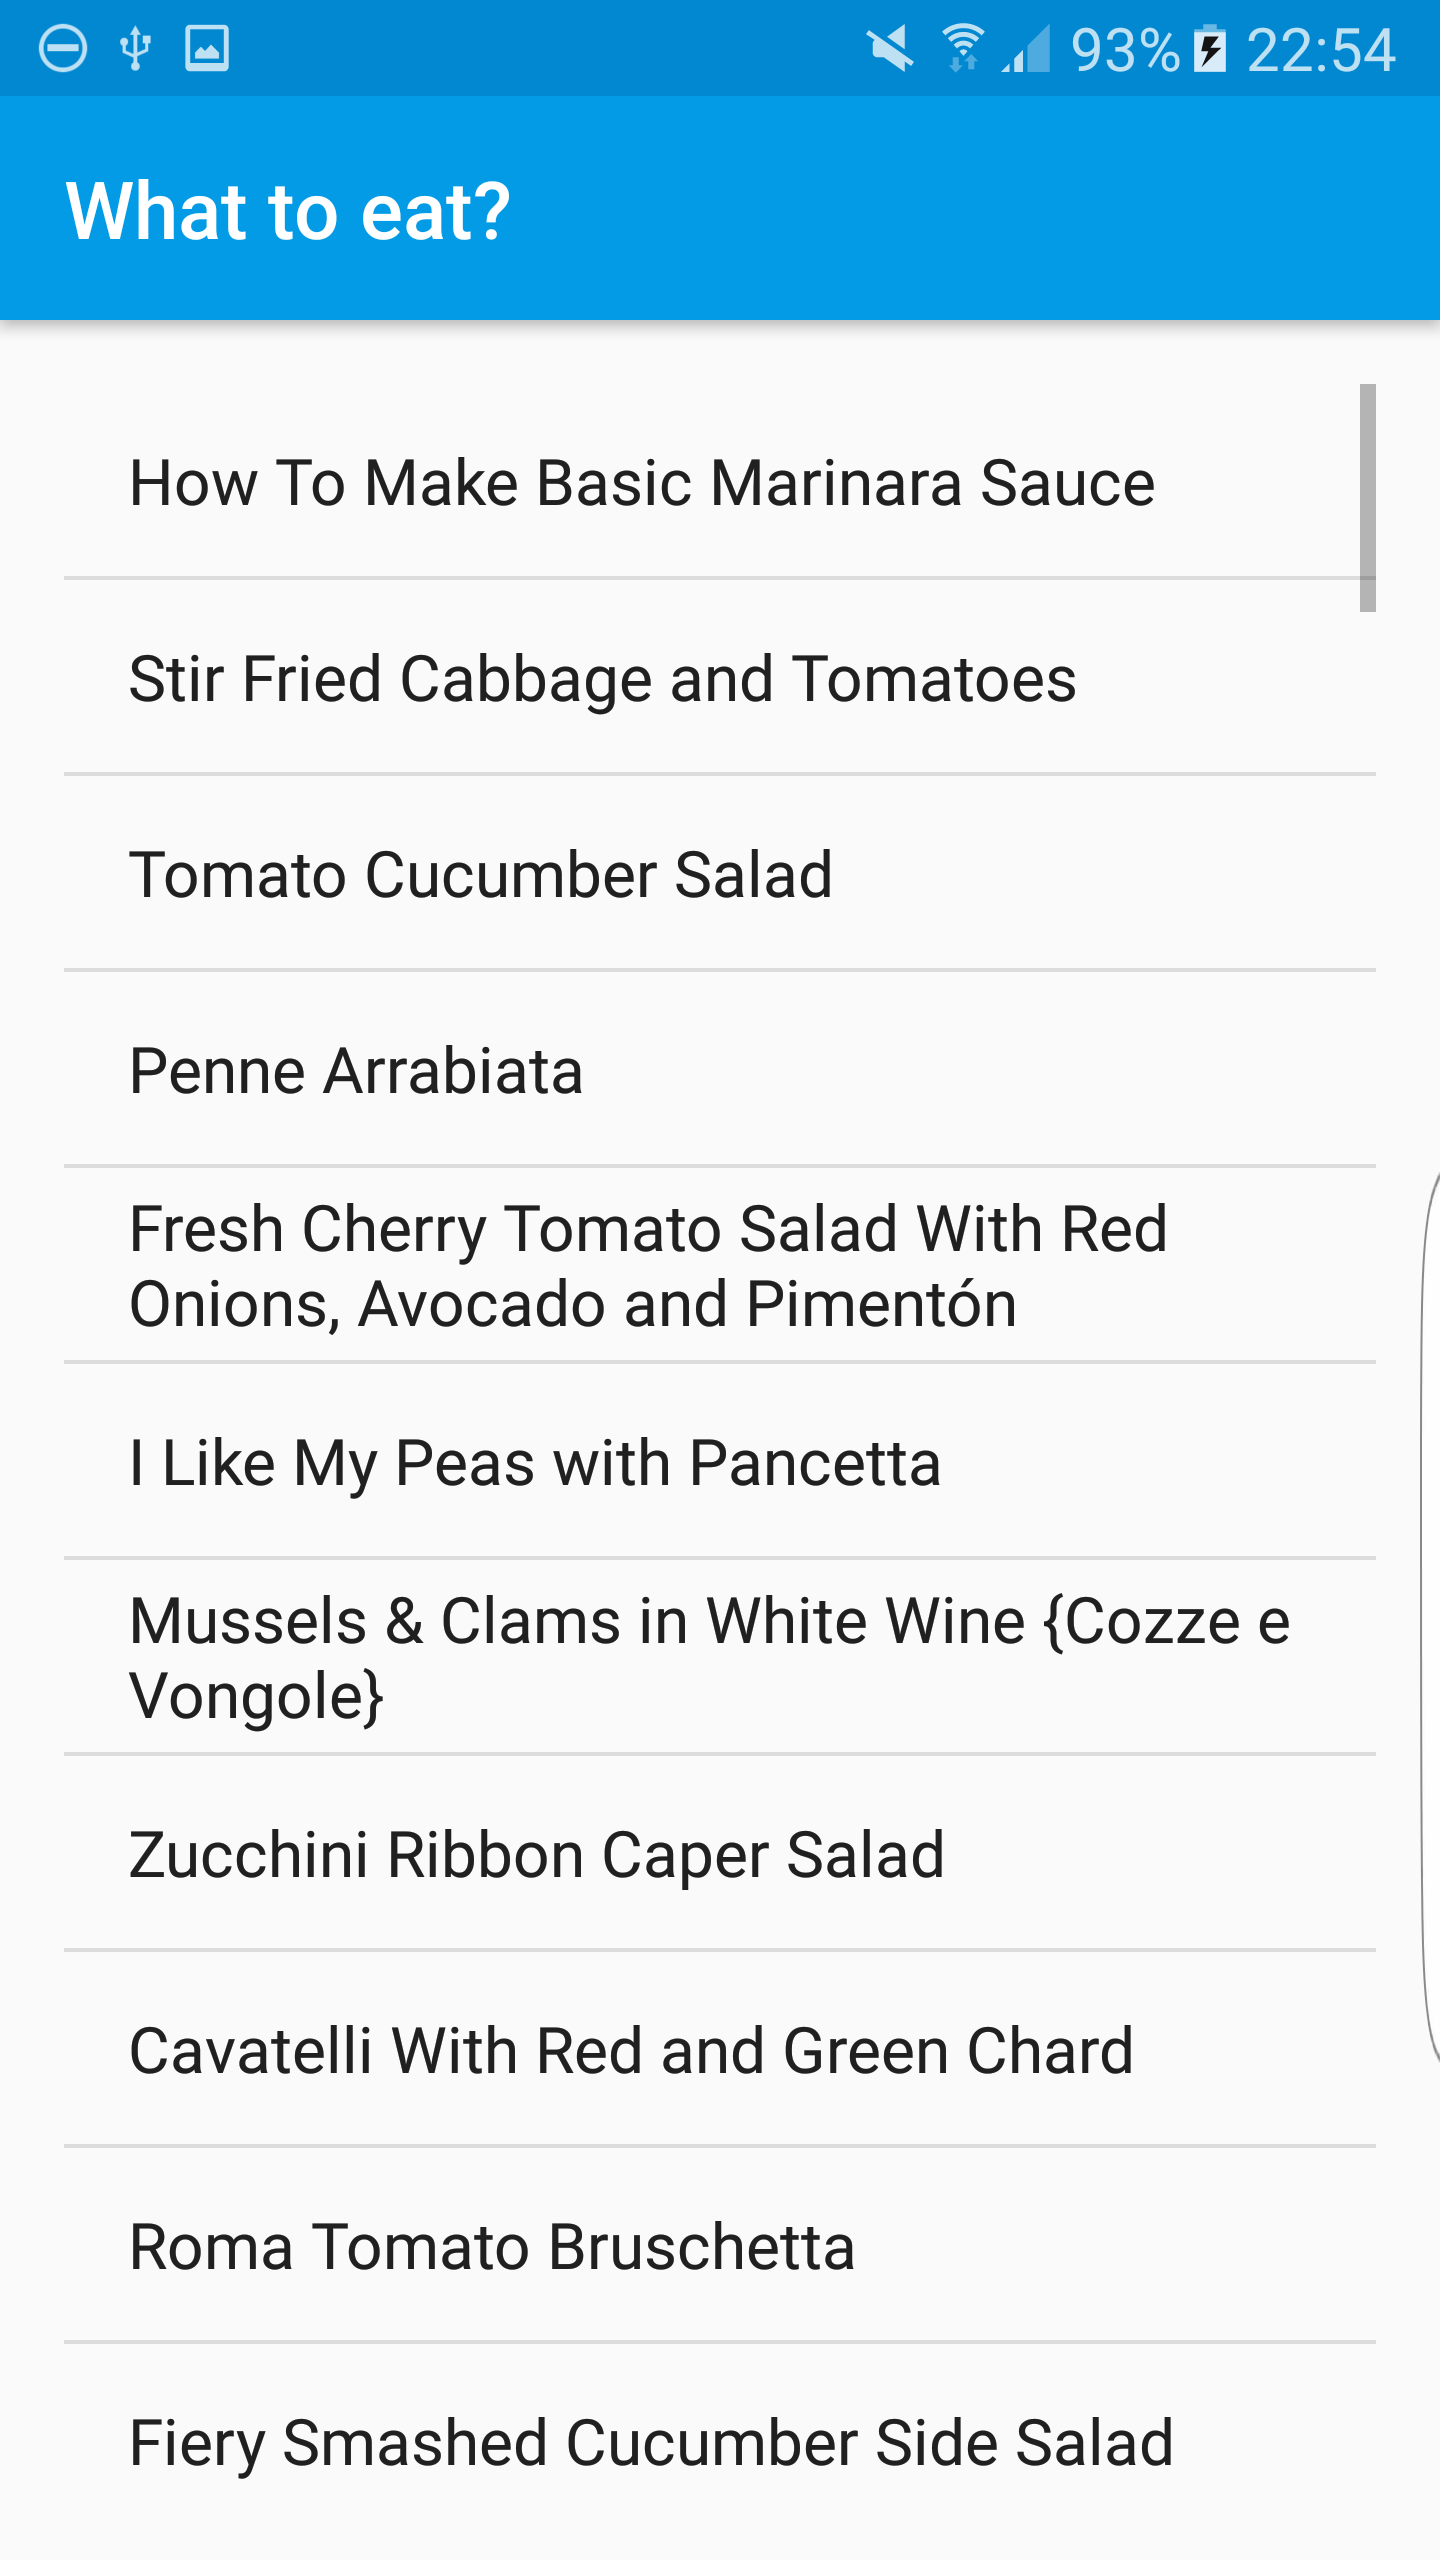 93% 22:54
What to eat?
How To Make Basic Marinara Sauce
Stir Fried Cabbage and Tomatoes
Tomato Cucumber Salad
Penne Arrabiata
Fresh Cherry Tomato Salad With Red
Onions, Avocado and Pimentón
I Like My Peas with Pancetta
Mussels & Clams in White Wine {Cozze e
Vongole}
Zucchini Ribbon Caper Salad
Cavatelli With Red and Green Chard
Roma Tomato Bruschetta
Fiery Smashed Cucumber Side Salad